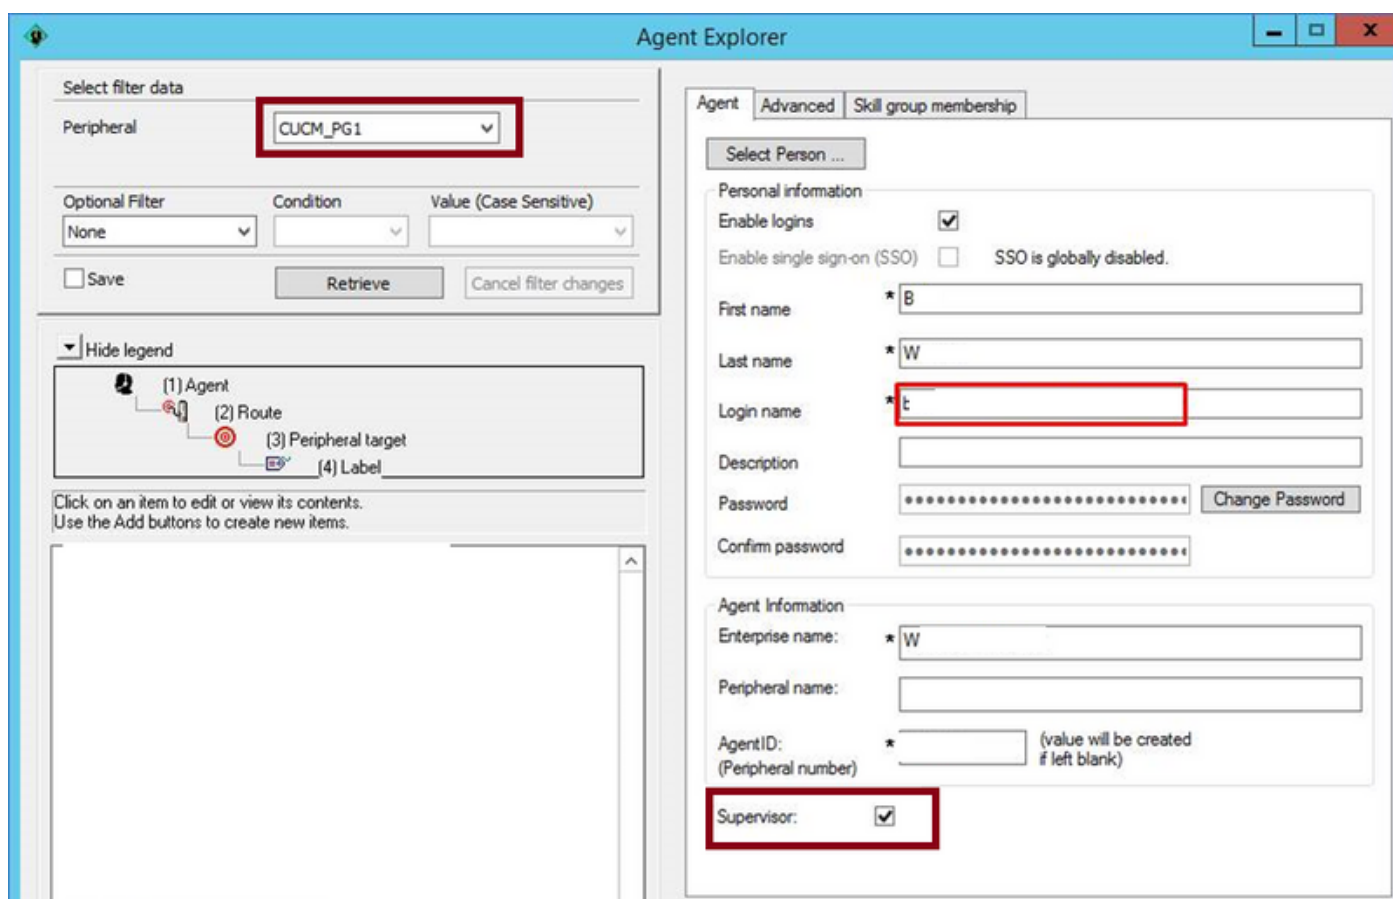 Agent Explorer
Select filter data
Peripheral
CUCM_PG1
Optional Filter
Condition
Value (Case Sensitive)
None
Save
Retrieve
Cancel filter changes
Hide legend
(1) Agent
(2) Route
(3) Peripheral target
(4) Label
Click on an item to edit or view its contents.
Use the Add buttons to create new items.
Agent
Advanced
Skill group membership
Select Person ...
Personal information
Enable logins
Enable single sign-on (SSO)
SSO is globally disabled.
First name
* B
Last name
* W
Login name
*
Description
Password
Change Password
Confirm password
Agent Information
Enterprise name:
* W
Peripheral name:
AgentID:
(Peripheral number)
*
(value will be created
if left blank)
Supervisor: